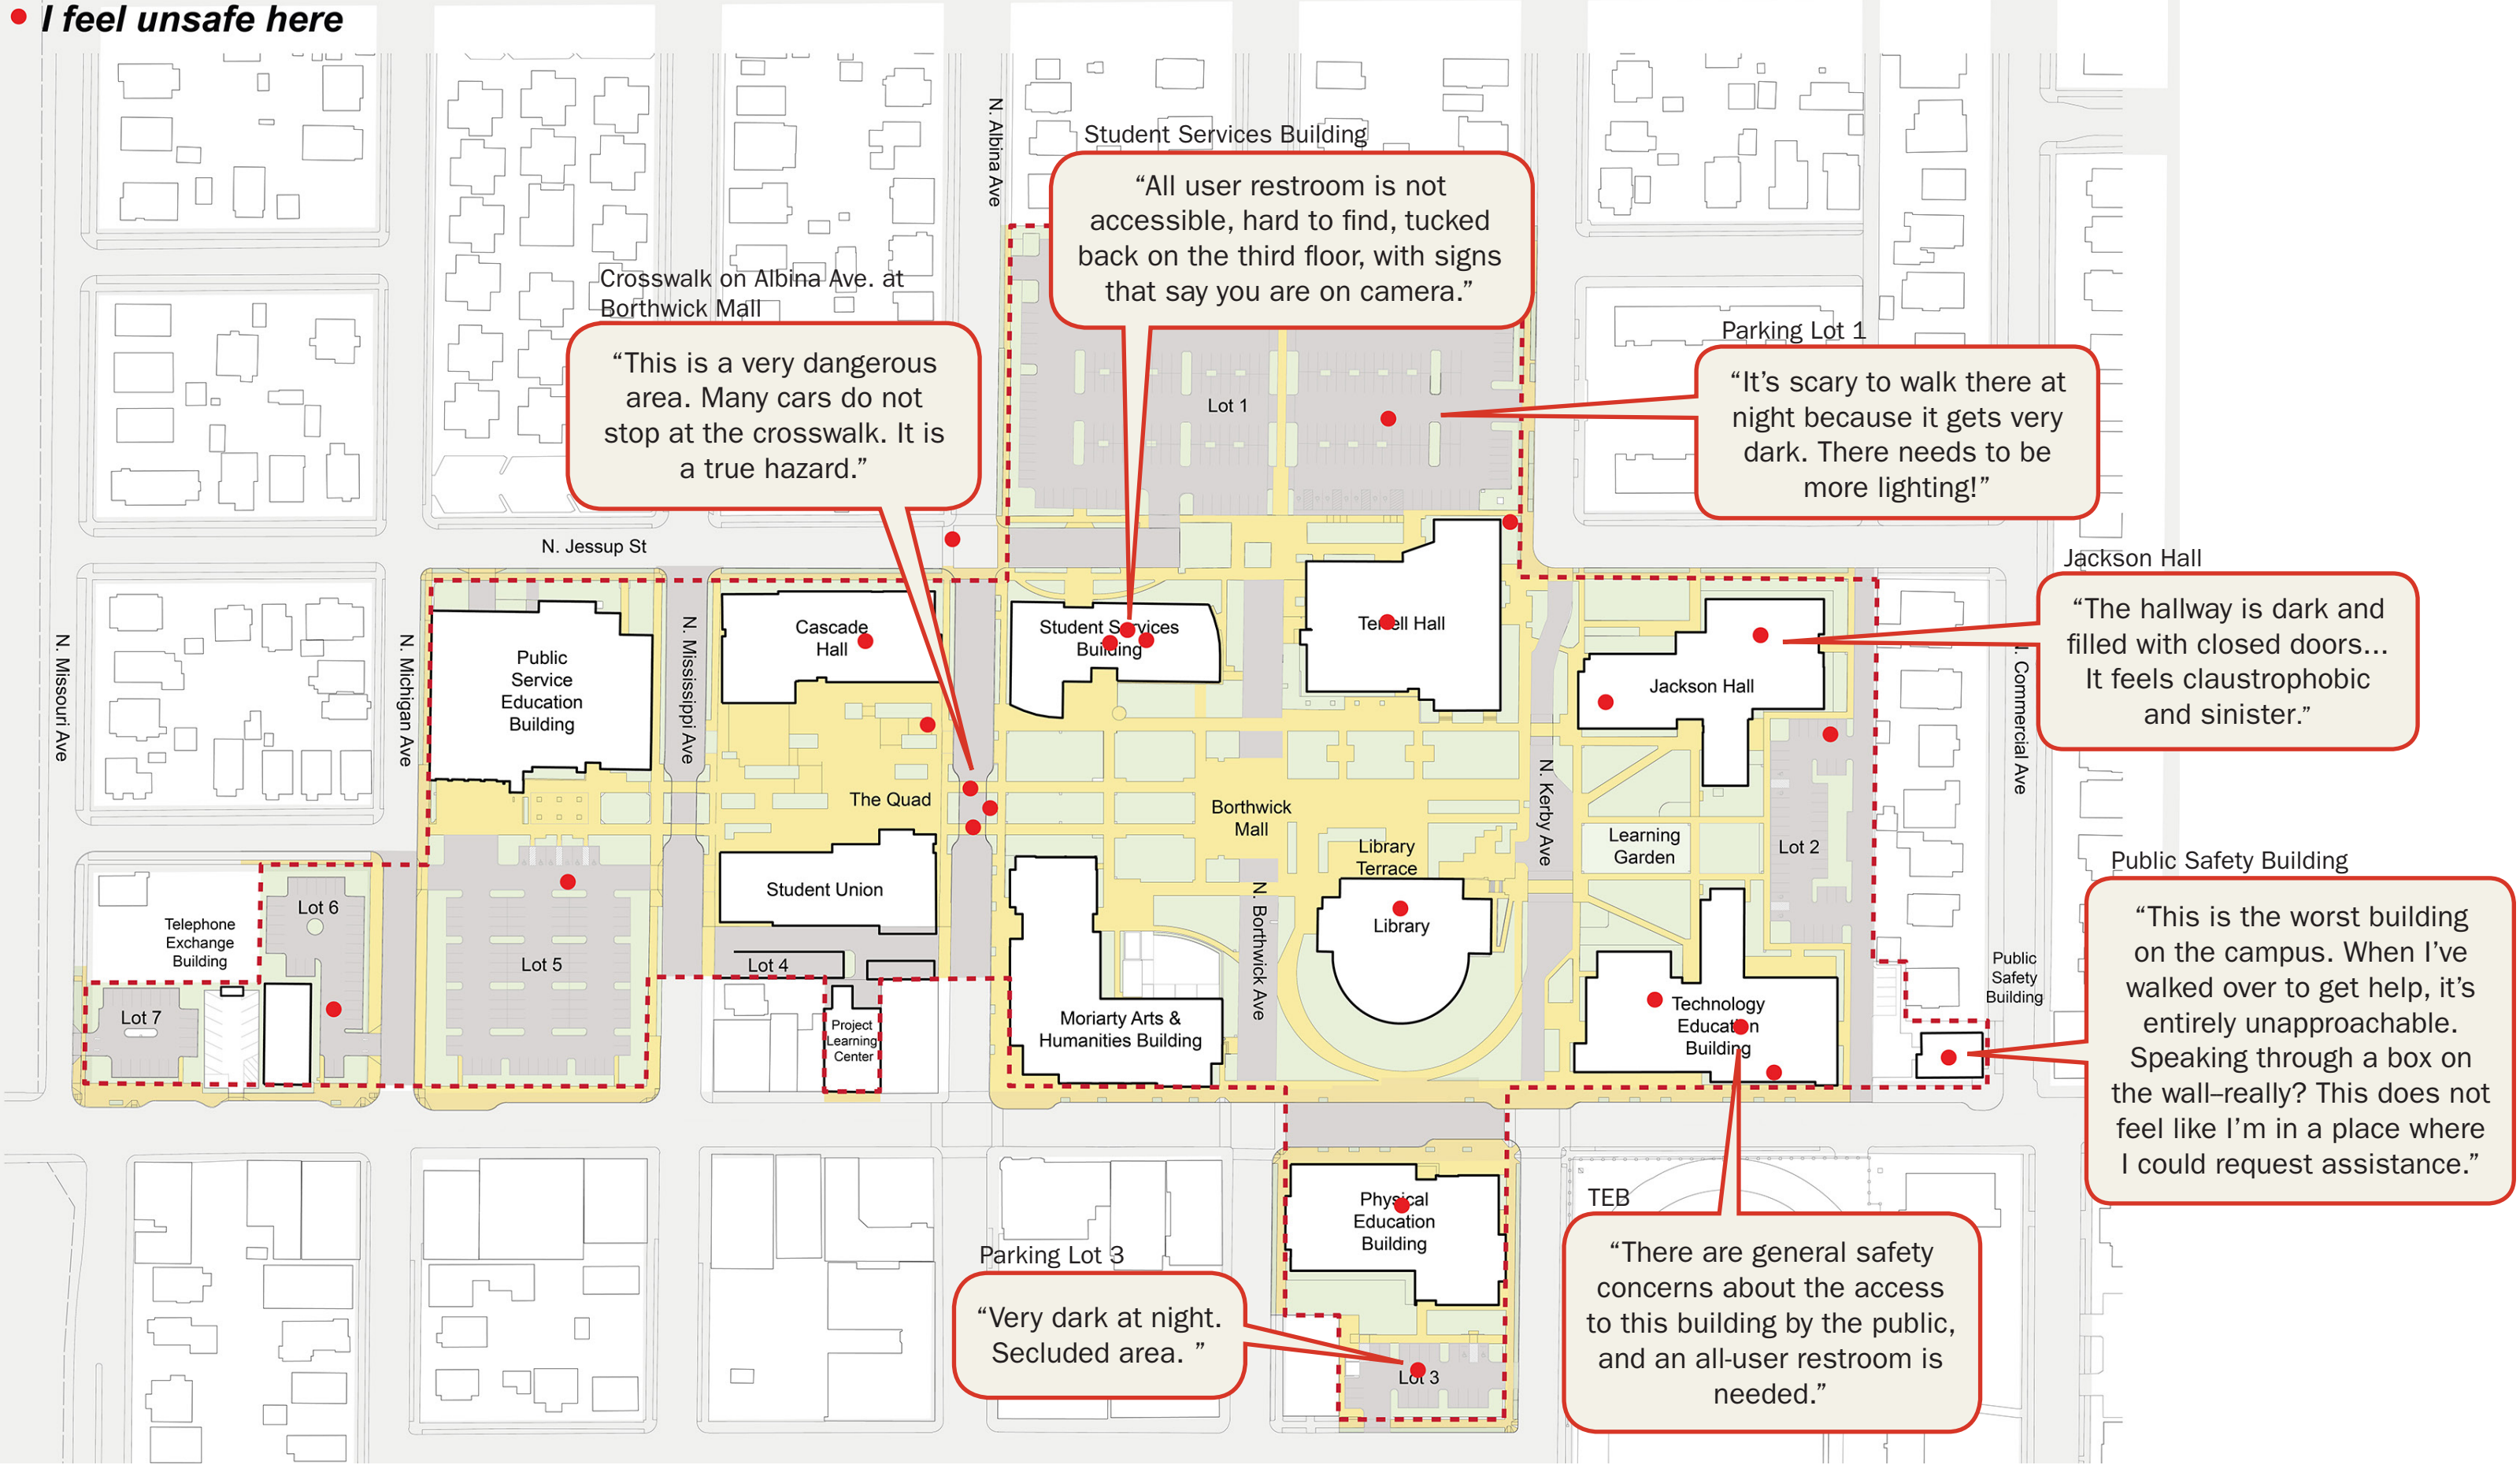 I feel unsafe here
N. Albina Ave
Student Services Building
“All user restroom is not
accessible, hard to find, tucked
back on the third floor, with signs
that say you are on camera.”
Crosswalk on Albina Ave. at
Borthwick Mall
“This is a very dangerous
area. Many cars do not
stop at the crosswalk. It is
a true hazard.”
Parking Lot 1
“It’s scary to walk there at
night because it gets very
dark. There needs to be
more lighting!”
Lot 1
N. Jessup St
Jackson Hall
“The hallway is dark and
filled with closed doors...
It feels claustrophobic
and sinister.”
N. Missouri Ave
N. Michigan Ave
Public
Service
Education
Building
N. Mississippi Ave
Cascade
Hall
Student Services
Building
Terrell Hall
Jackson Hall
N. Commercial Ave
The Quad
Borthwick
Mall
N. Kerby Ave
Learning
Garden
Lot 2
Library
Terrace
Library
Student Union
N. Borthwick Ave
Public Safety Building
“This is the worst building
on the campus. When I’ve
walked over to get help, it’s
entirely unapproachable.
Speaking through a box on
the wall–really? This does not
feel like I’m in a place where
I could request assistance.”
Telephone
Exchange
Building
Lot 6
Lot 5
Lot 4
Lot 7
Project
Learning
Center
Moriarty Arts &
Humanities Building
Technology
Education
Building
Public
Safety
Building
Physical
Education
Building
TEB
“There are general safety
concerns about the access
to this building by the public,
and an all-user restroom is
needed.”
Parking Lot 3
“Very dark at night.
Secluded area. ”
Lot 3